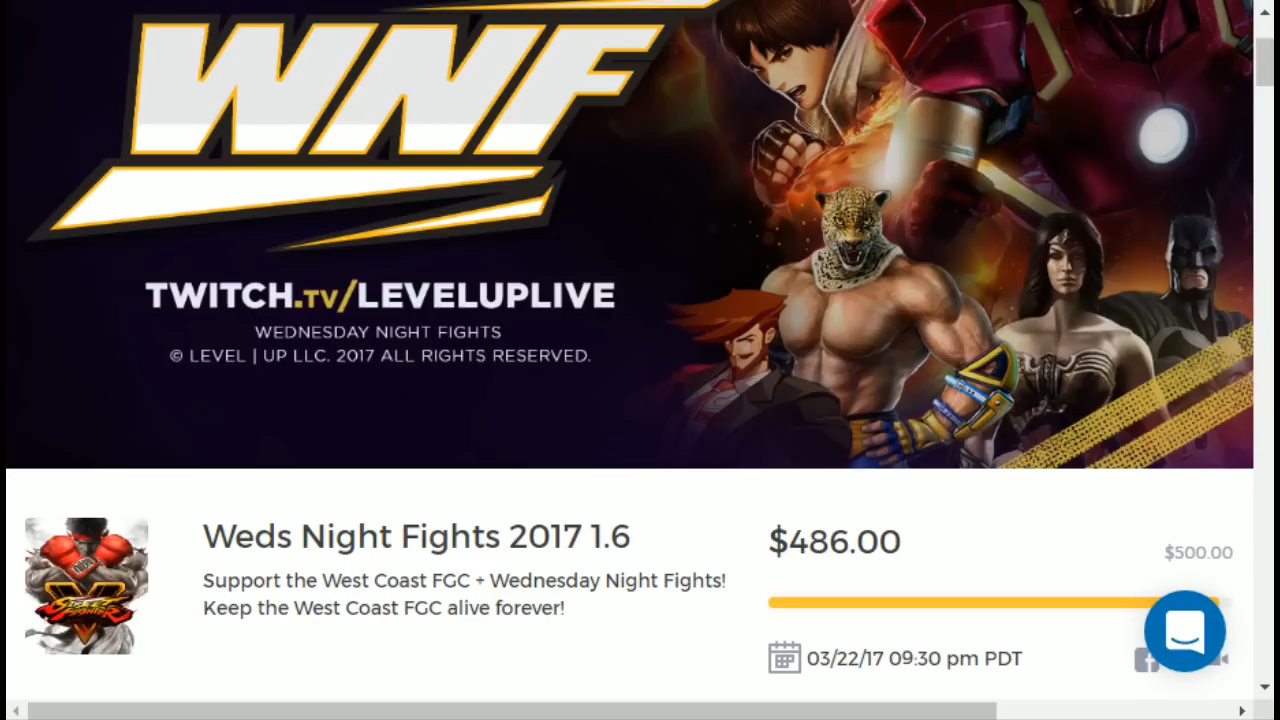 WNF
TWITCH.TV/LEVELUPLIVE
WEDNESDAY NIGHT FIGHTS
© LEVEL | UP LLC. 2017 ALL RIGHTS RESERVED.
Weds Night Fights 2017 1.6
Support the West Coast FGC + Wednesday Night Fights!
Keep the West Coast FGC alive forever!
STREET
FIGHTER
V
$486.00
$500.00
03/22/17 09:30 pm PDT